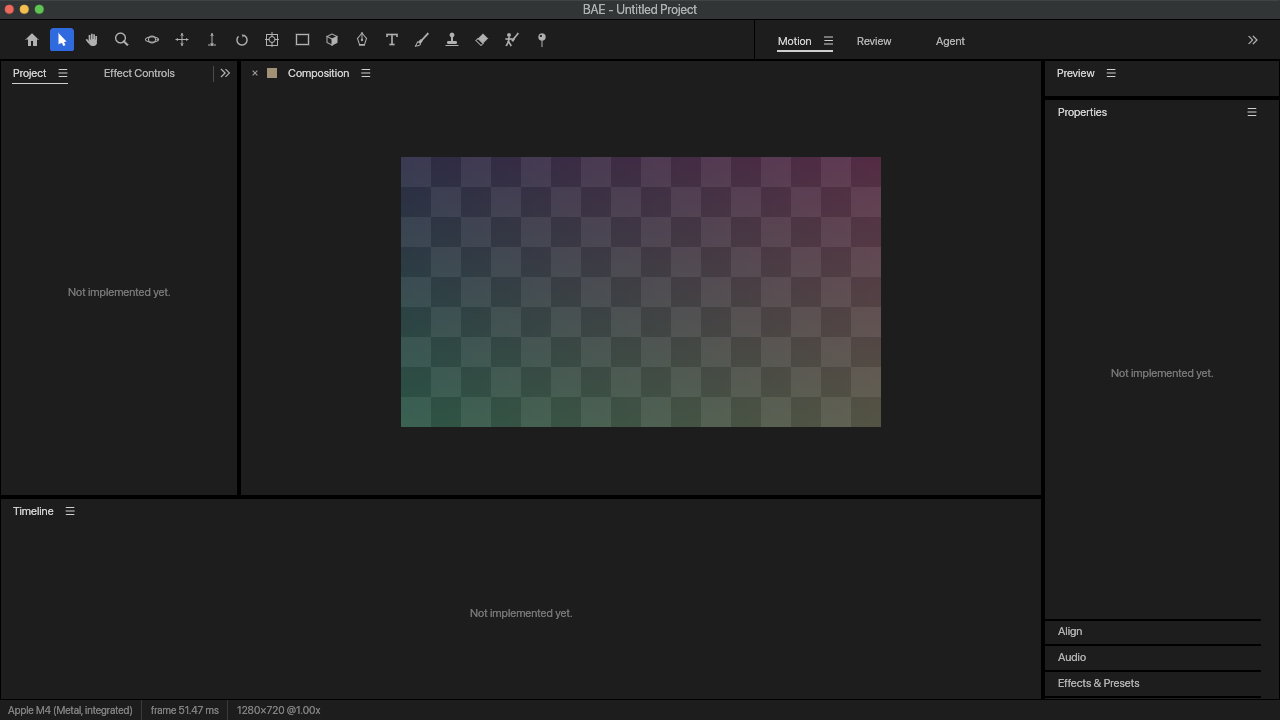 BAE - Untitled Project
Motion
Review
Agent
Project
Effect Controls
Composition
Preview
Properties
Not implemented yet.
Not implemented yet.
Timeline
Not implemented yet.
Align
Audio
Effects & Presets
Apple M4 (Metal, integrated)
frame 51.47 ms
1280×720 @1.00x